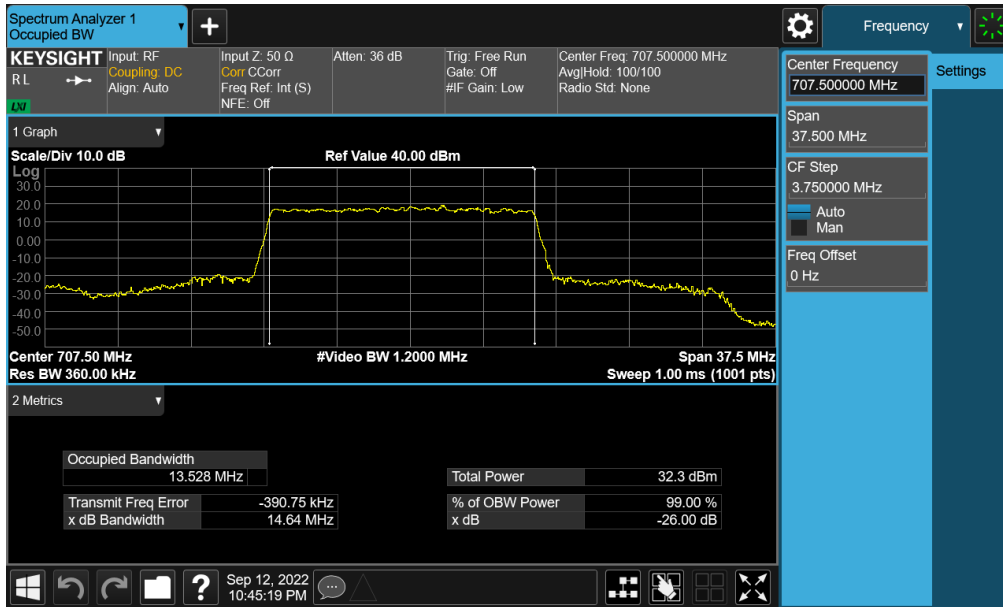 Spectrum Analyzer 1
Occupied BW
+
Frequency
KEYSIGHT
R L
LXI
Input: RF
Coupling: DC
Align: Auto
Input Z: 50 Ω
Corr CCorr
Freq Ref: Int (S)
NFE: Off
Atten: 36 dB
Trig: Free Run
Gate: Off
#IF Gain: Low
Center Freq: 707.500000 MHz
Avg|Hold: 100/100
Radio Std: None
Center Frequency
707.500000 MHz
Settings
Span
37.500 MHz
CF Step
3.750000 MHz
Auto
Man
Freq Offset
0 Hz
1 Graph
Scale/Div 10.0 dB
Ref Value 40.00 dBm
Log
30.0
20.0
10.0
0.00
-10.0
-20.0
-30.0
-40.0
-50.0
Center 707.50 MHz
#Video BW 1.2000 MHz
Span 37.5 MHz
Res BW 360.00 kHz
Sweep 1.00 ms (1001 pts)
2 Metrics
Occupied Bandwidth
13.528 MHz
Total Power 32.3 dBm
Transmit Freq Error -390.75 kHz
% of OBW Power 99.00 %
x dB Bandwidth 14.64 MHz
x dB -26.00 dB
?
Sep 12, 2022
10:45:19 PM